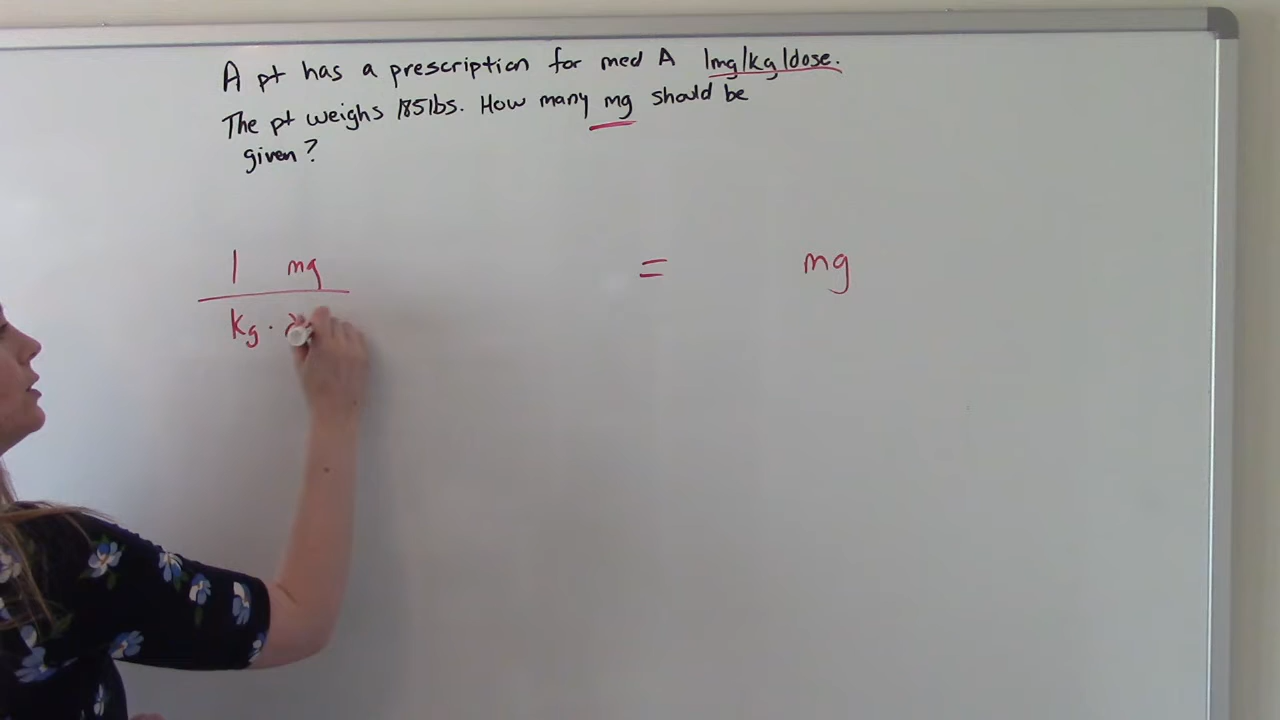 A pt has a prescription for med A 1mg/kg/dose.
The pt weighs 185lbs. How many mg should be
given?
1 mg = mg
kg ·